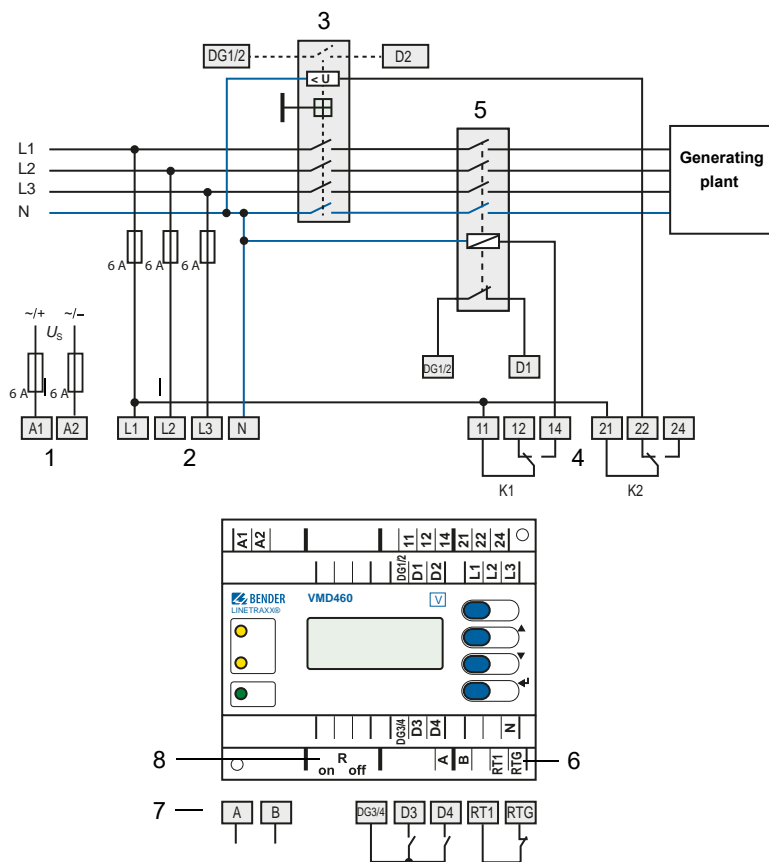 3
DG1/2 D2
< U
5
L1
L2
L3
N
Generating
plant
6 A 6 A 6 A
~/+ ~/–
US
6 A 6 A
DG1/2 D1
A1 A2 L1 L2 L3 N 11 12 14 21 22 24
1 2 4
K1 K2
A1 A2 11 12 14 21 22 24
DG1/2 D1 D2 L1 L2 L3
BENDER VMD460 V
LINETRAXX®
DG3/4 D3 D4 N
8 R 6
on off A B RT1 RTG
7 A B DG3/4 D3 D4 RT1 RTG